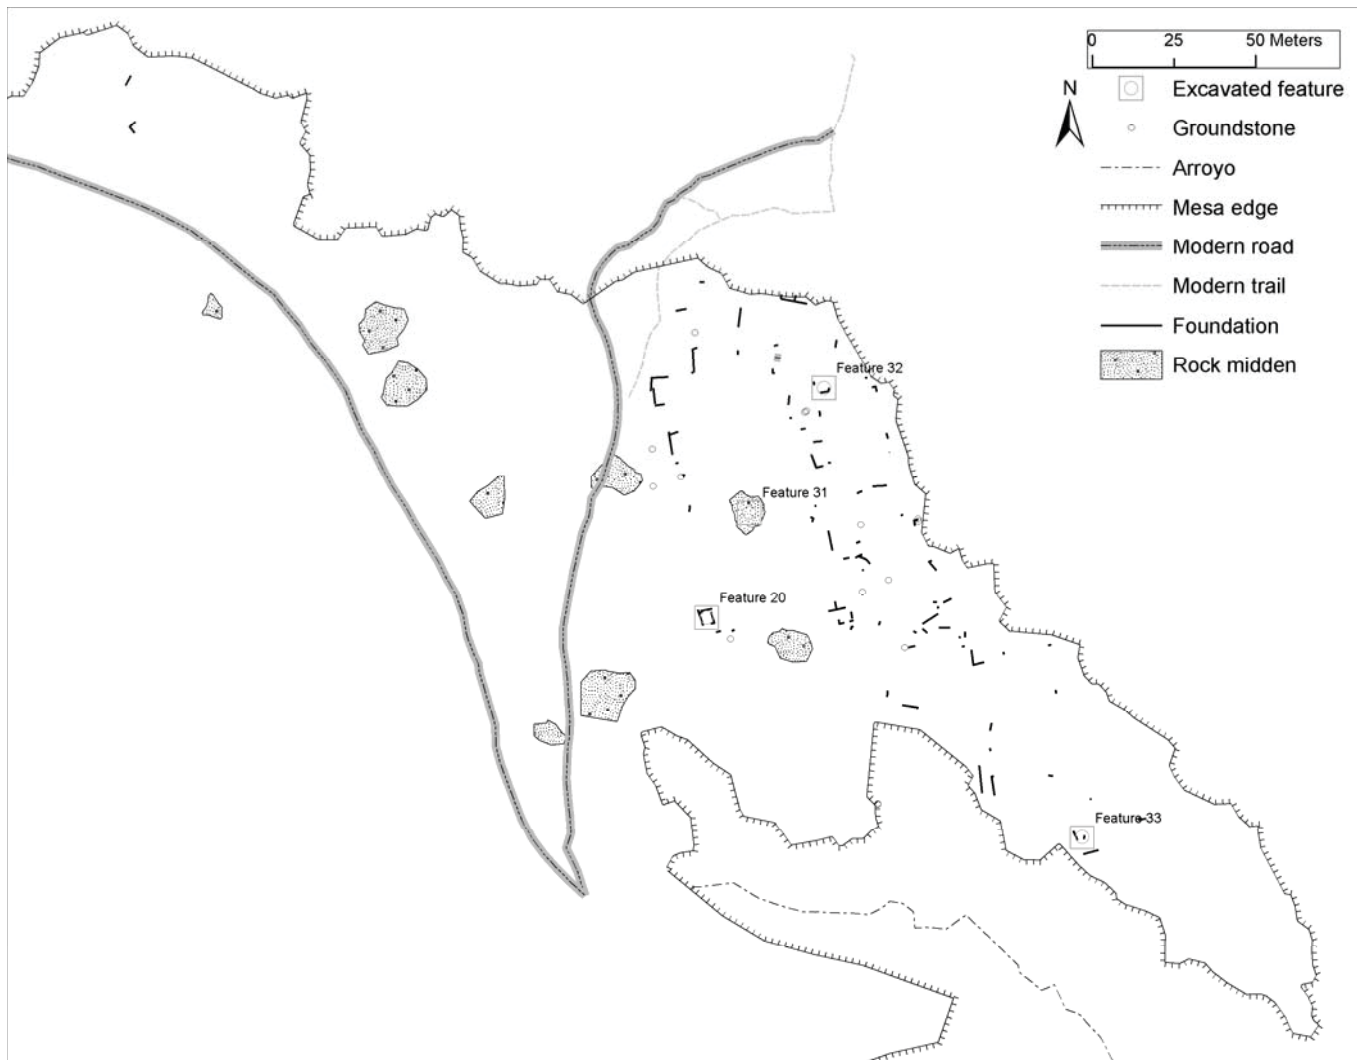 0 25 50 Meters
N
Excavated feature
Groundstone
Arroyo
Mesa edge
Modern road
Modern trail
Foundation
Rock midden
Feature 32
Feature 31
Feature 20
Feature 33